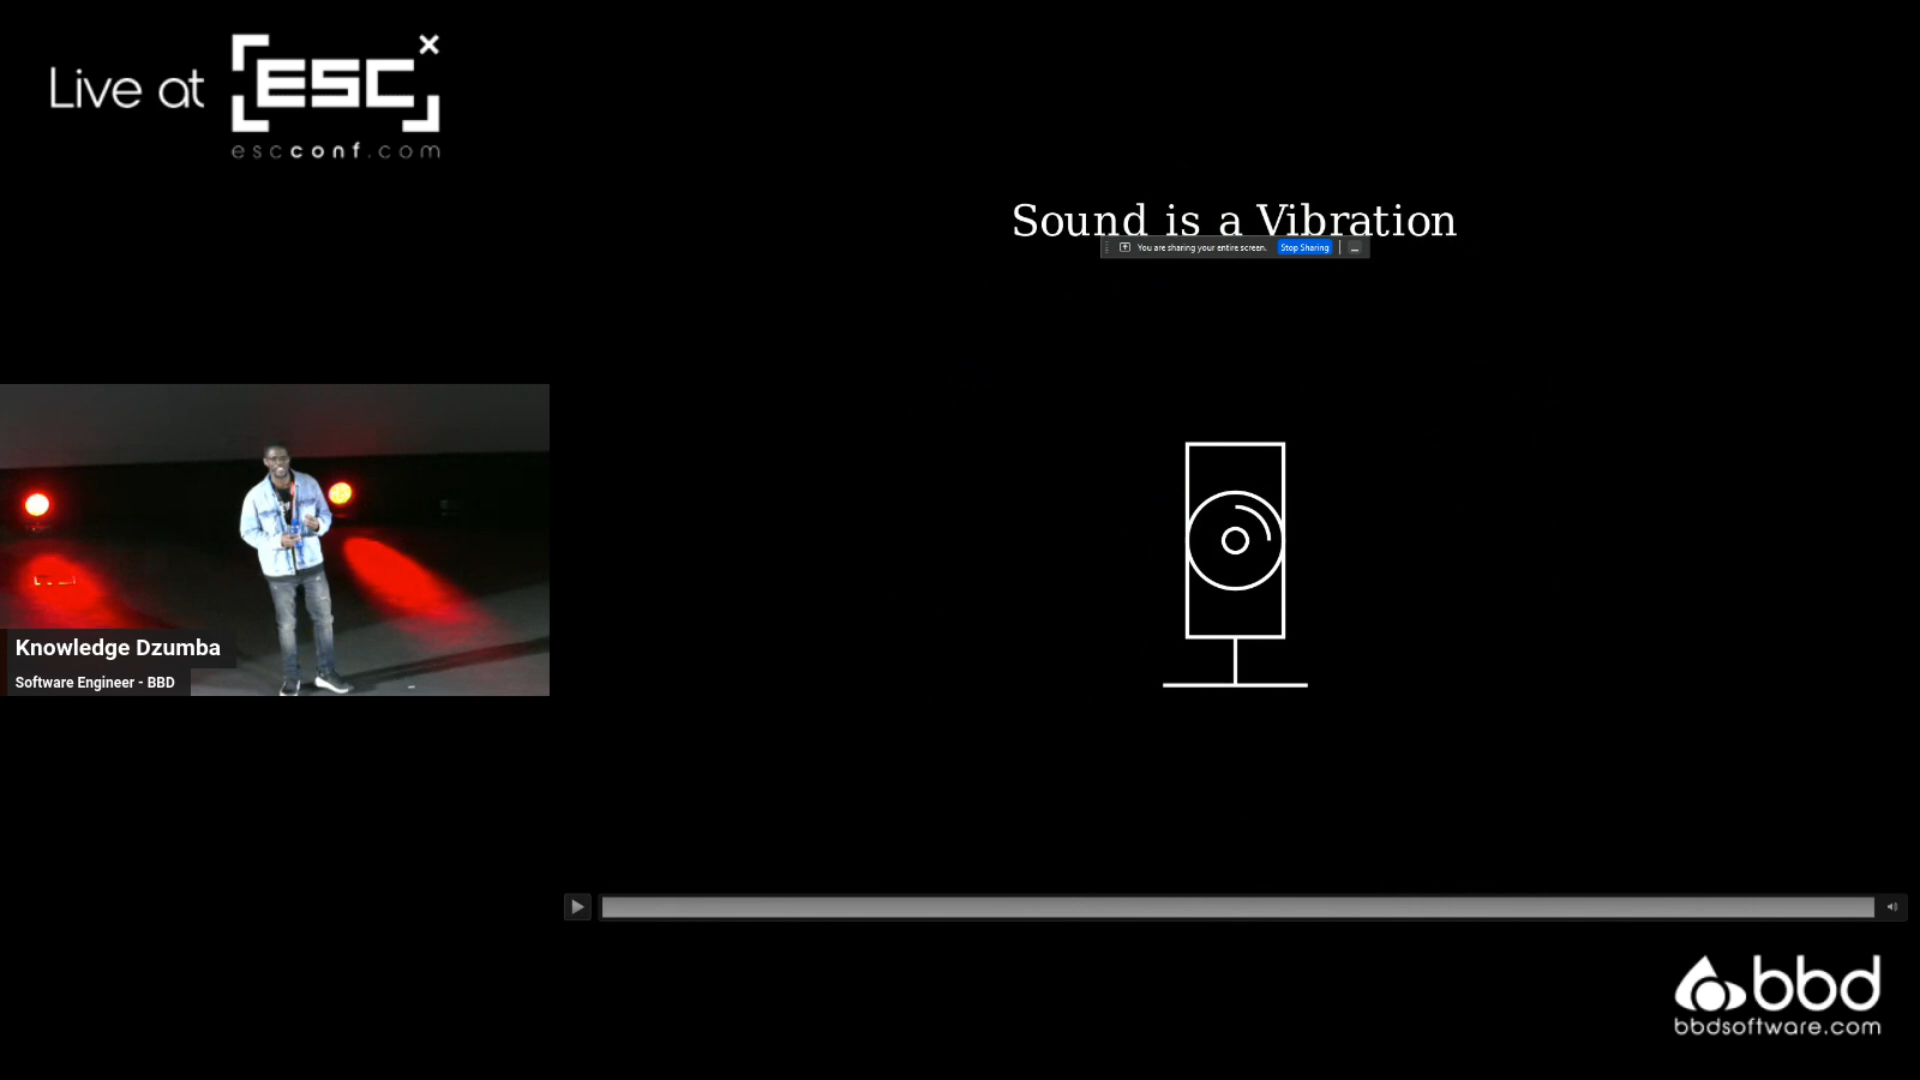 Live at
ESC
escconf.com
Sound is a Vibration
You are sharing your entire screen.
Stop Sharing
Knowledge Dzumba
Software Engineer - BBD
bbd
bbdsoftware.com